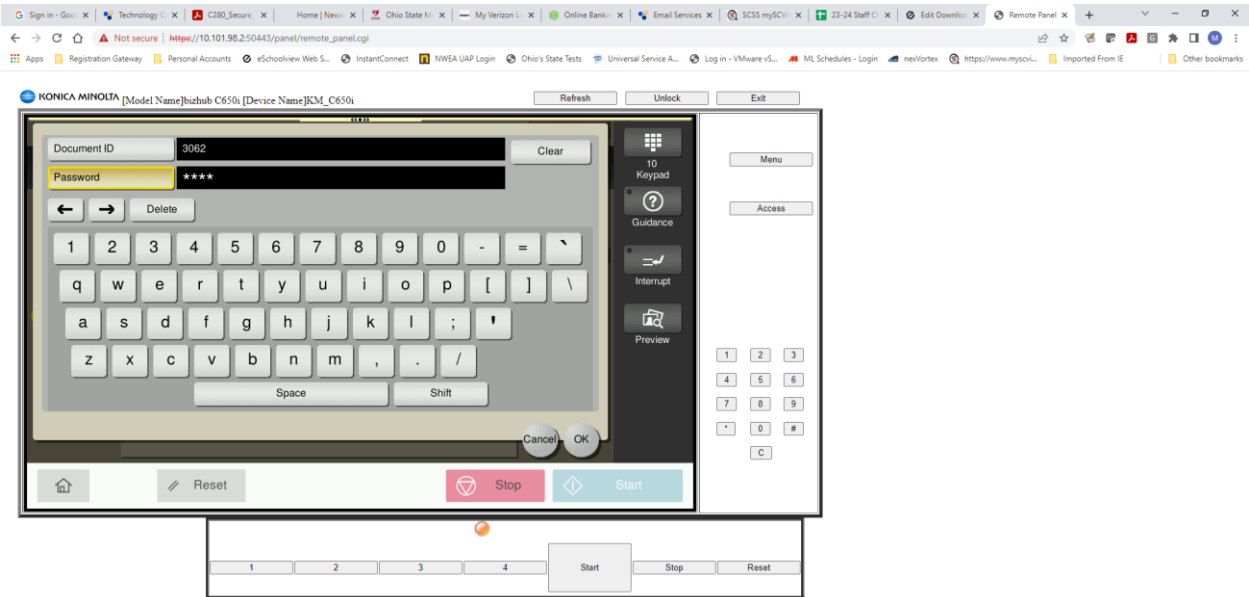 Sign in - Goo Technology C C280_Secure_ Home | News Ohio State M My Verizon L Online Bankin Email Services SCSS mySCV 23-24 Staff C Edit Downloa Remote Panel
Not secure https://10.101.98.2:50443/panel/remote_panel.cgi
Apps Registration Gateway Personal Accounts eSchoolview Web S... InstantConnect NWEA UAP Login Ohio's State Tests Universal Service A... Log in - VMware vS... ML Schedules - Login nexVortex https://www.myscvi... Imported From IE Other bookmarks
KONICA MINOLTA [Model Name]bizhub C650i [Device Name]KM_C650i Refresh Unlock Exit
Document ID 3062 Clear
Password ****
← → Delete
1 2 3 4 5 6 7 8 9 0 - = `
q w e r t y u i o p [ ] \
a s d f g h j k l ; '
z x c v b n m , . /
Space Shift
Cancel OK
10
Keypad
Guidance
Interrupt
Preview
Menu
Access
1 2 3
4 5 6
7 8 9
* 0 #
C
Reset Stop Start
1 2 3 4 Start Stop Reset